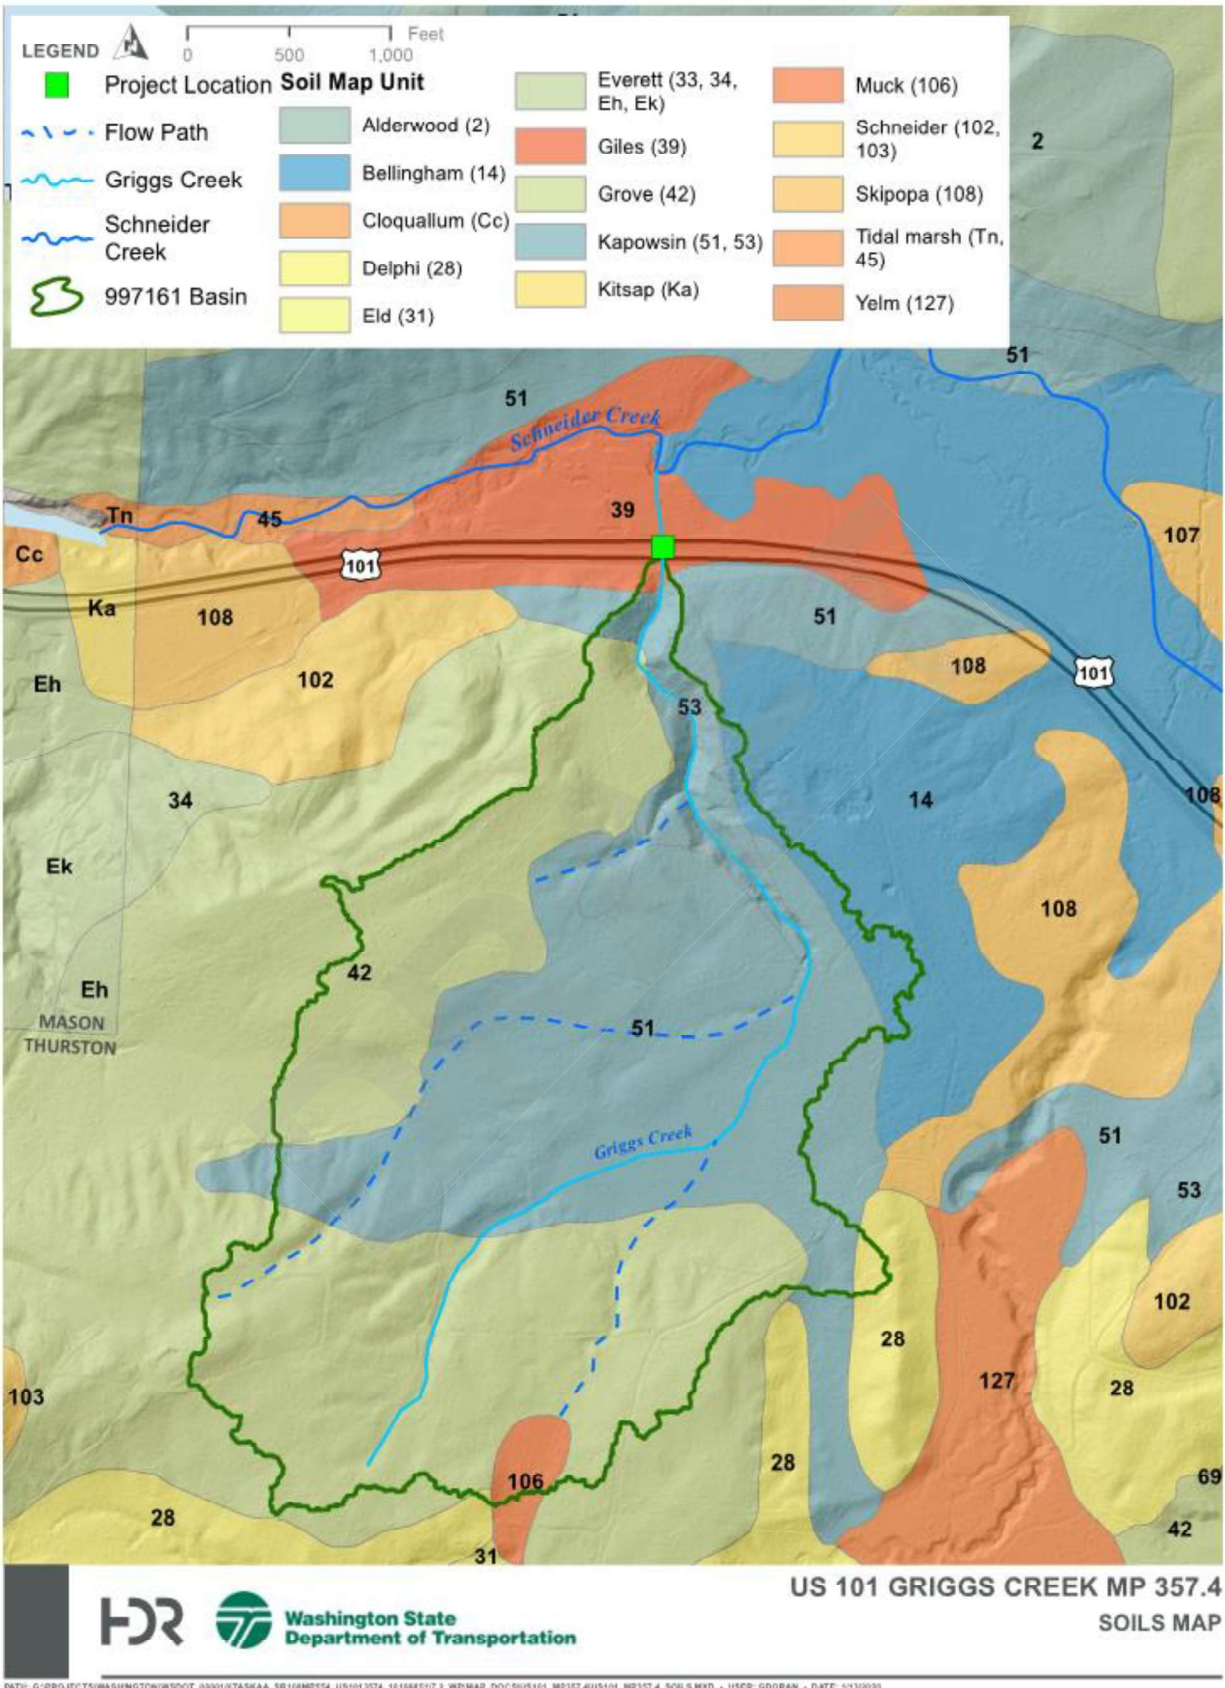 LEGEND
0 500 1,000 Feet
Project Location
Flow Path
Griggs Creek
Schneider
Creek
997161 Basin
Soil Map Unit
Alderwood (2)
Bellingham (14)
Cloquallum (Cc)
Delphi (28)
Eld (31)
Everett (33, 34,
Eh, Ek)
Giles (39)
Grove (42)
Kapowsin (51, 53)
Kitsap (Ka)
Muck (106)
Schneider (102,
103)
Skipopa (108)
Tidal marsh (Tn,
45)
Yelm (127)
2
51
51
Schneider Creek
39
Tn
45
107
Cc
101
Ka
108
51
108
101
Eh
102
53
34
14
108
Ek
108
42
Eh
MASON
THURSTON
51
Griggs Creek
51
53
102
28
127
28
103
28
106
69
28
42
31
HDR
Washington State
Department of Transportation
US 101 GRIGGS CREEK MP 357.4
SOILS MAP